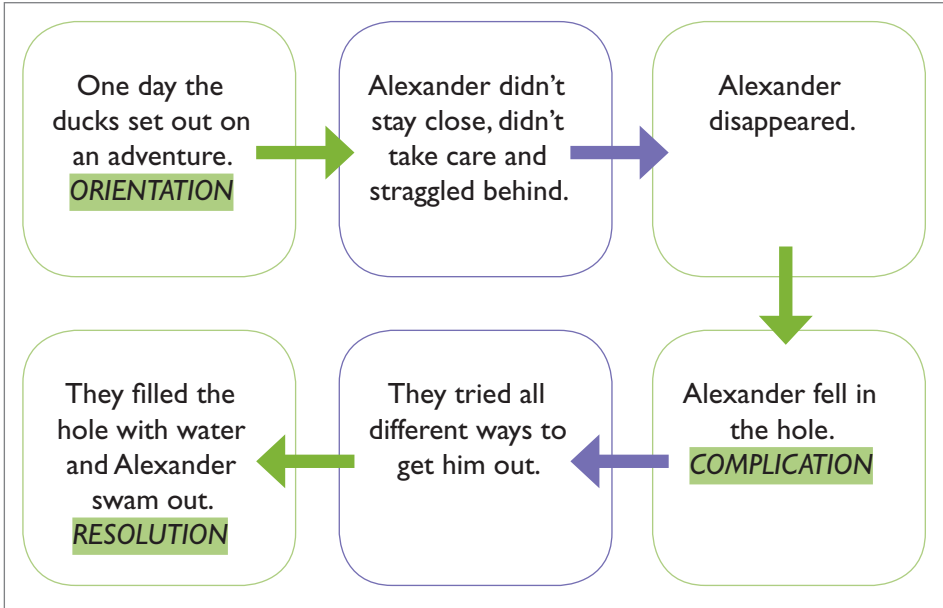 One day the
ducks set out on
an adventure.
ORIENTATION
Alexander didn’t
stay close, didn’t
take care and
straggled behind.
Alexander
disappeared.
Alexander fell in
the hole.
COMPLICATION
They tried all
different ways to
get him out.
They filled the
hole with water
and Alexander
swam out.
RESOLUTION